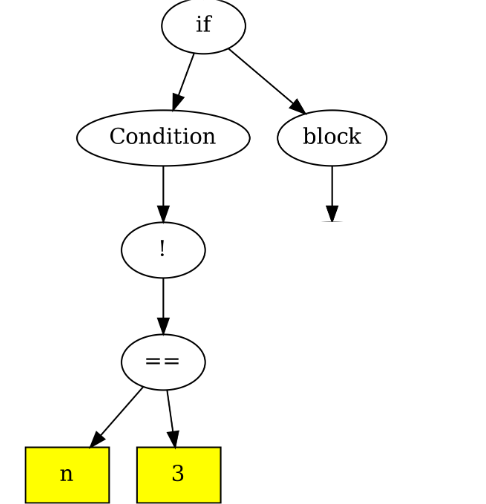 if
Condition
block
!
==
n
3